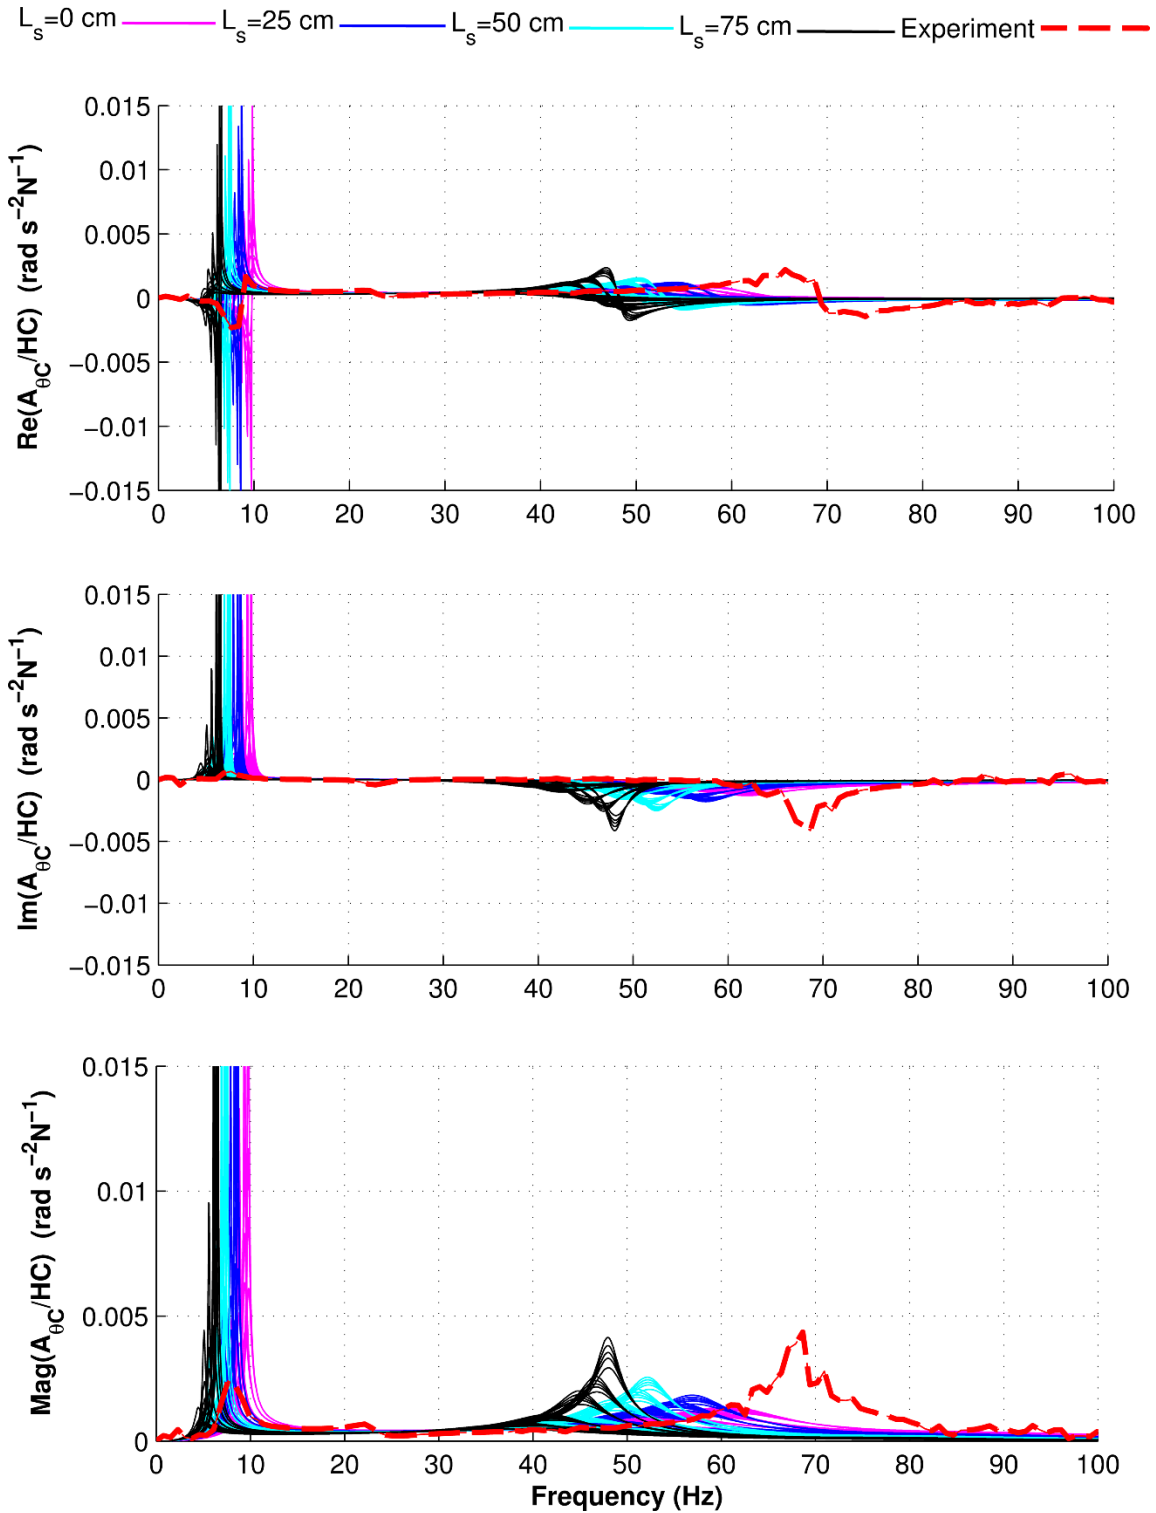 L_s=0 cm L_s=25 cm L_s=50 cm L_s=75 cm Experiment
0.015
0.01
0.005
0
−0.005
−0.01
−0.015
Re(A_θC/HC) (rad s^−2N^−1)
0 10 20 30 40 50 60 70 80 90 100
0.015
0.01
0.005
0
−0.005
−0.01
−0.015
Im(A_θC/HC) (rad s^−2N^−1)
0 10 20 30 40 50 60 70 80 90 100
0.015
0.01
0.005
0
Mag(A_θC/HC) (rad s^−2N^−1)
0 10 20 30 40 50 60 70 80 90 100
Frequency (Hz)